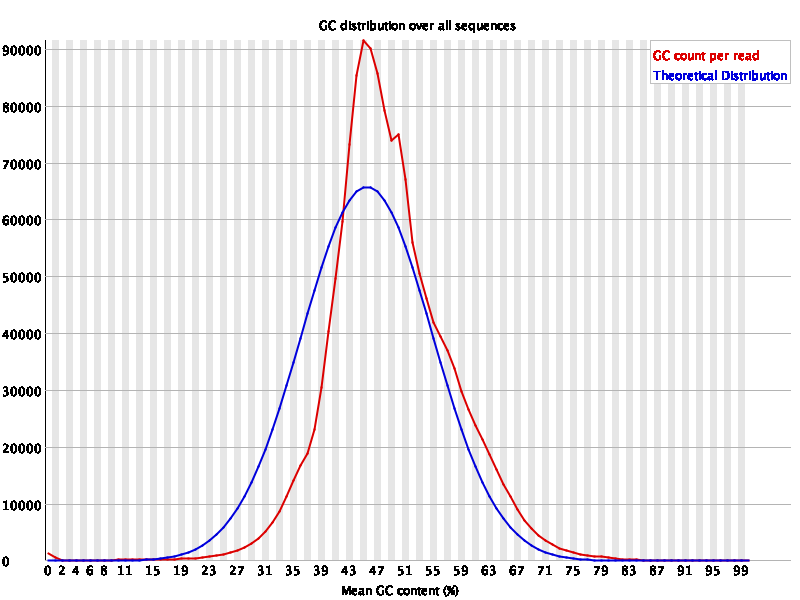 GC distribution over all sequences
GC count per read
Theoretical Distribution
90000
80000
70000
60000
50000
40000
30000
20000
10000
0
0 2 4 6 8 11 15 19 23 27 31 35 39 43 47 51 55 59 63 67 71 75 79 83 87 91 95 99
Mean GC content (%)